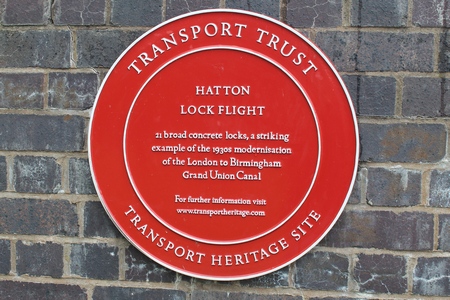 TRANSPORT TRUST
HATTON
LOCK FLIGHT
21 broad concrete locks, a striking
example of the 1930s modernisation
of the London to Birmingham
Grand Union Canal
For further information visit
www.transportheritage.com
TRANSPORT HERITAGE SITE